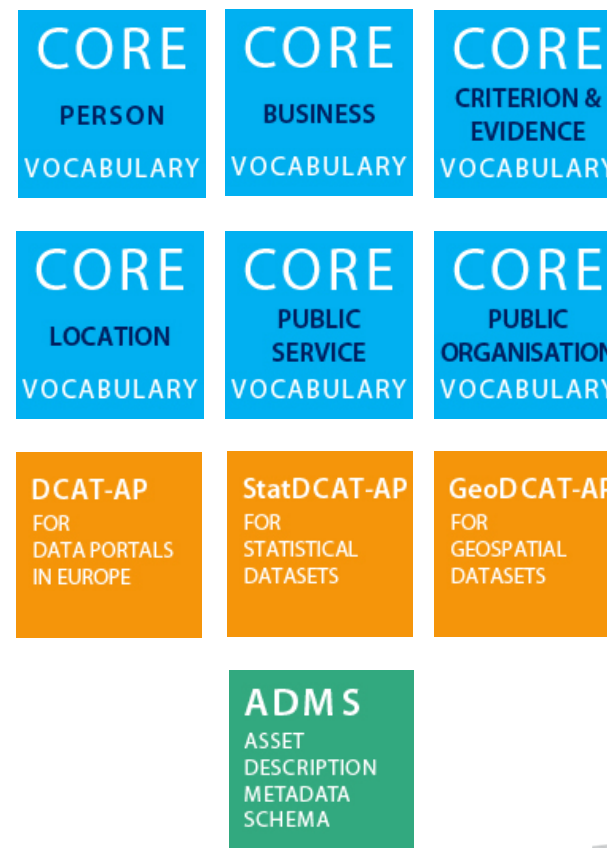 CORE
PERSON
VOCABULARY
CORE
BUSINESS
VOCABULARY
CORE
CRITERION &
EVIDENCE
VOCABULARY
CORE
LOCATION
VOCABULARY
CORE
PUBLIC
SERVICE
VOCABULARY
CORE
PUBLIC
ORGANISATION
VOCABULARY
DCAT-AP
FOR
DATA PORTALS
IN EUROPE
StatDCAT-AP
FOR
STATISTICAL
DATASETS
GeoDCAT-AP
FOR
GEOSPATIAL
DATASETS
ADMS
ASSET
DESCRIPTION
METADATA
SCHEMA